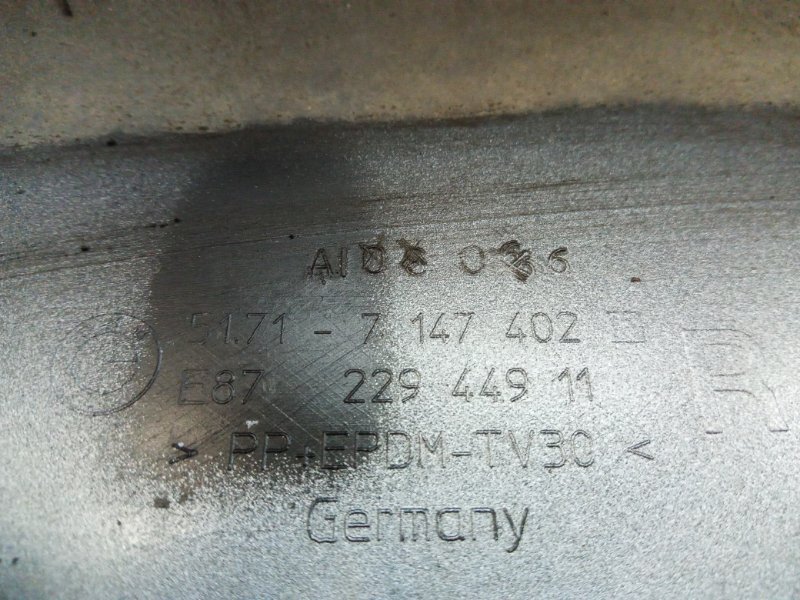 51.71 - 7 147 402
E87 229 449 11
> PP+EPDM-TV30 <
Germany